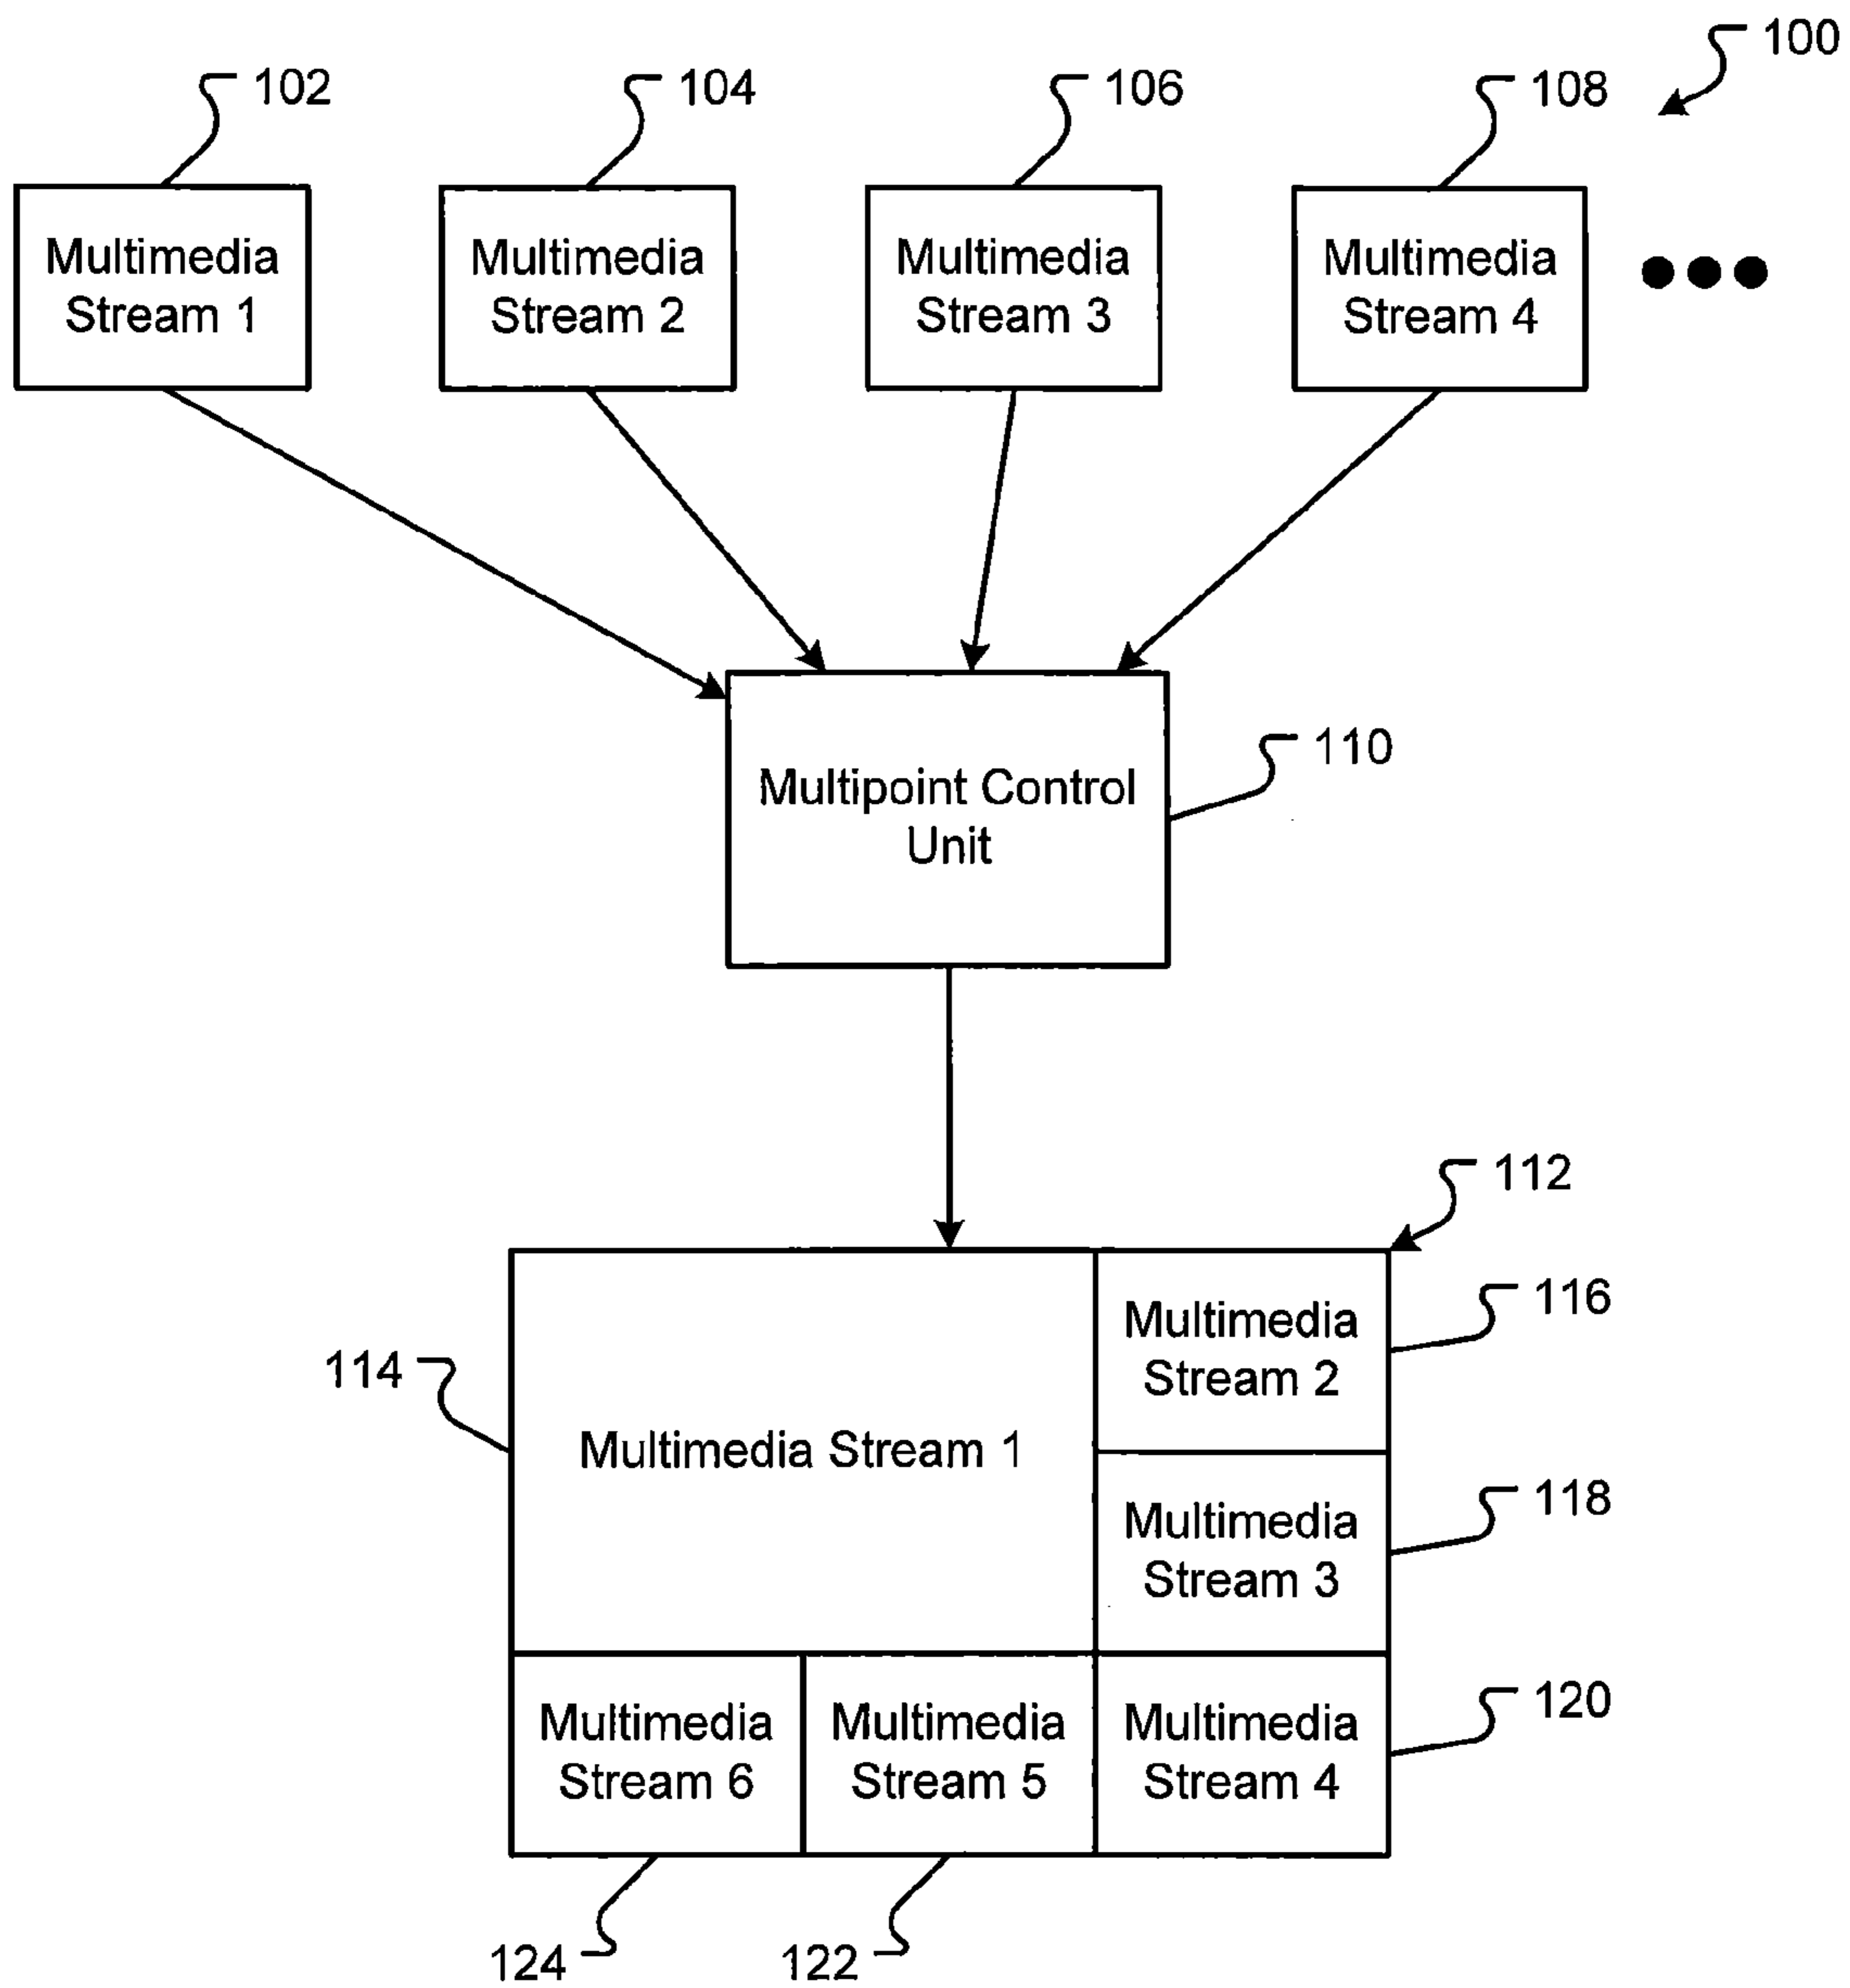 100
102
104
106
108
Multimedia
Stream 1
Multimedia
Stream 2
Multimedia
Stream 3
Multimedia
Stream 4
110
Multipoint Control
Unit
112
114
116
Multimedia Stream 1
Multimedia
Stream 2
118
Multimedia
Stream 3
120
Multimedia
Stream 6
Multimedia
Stream 5
Multimedia
Stream 4
124
122